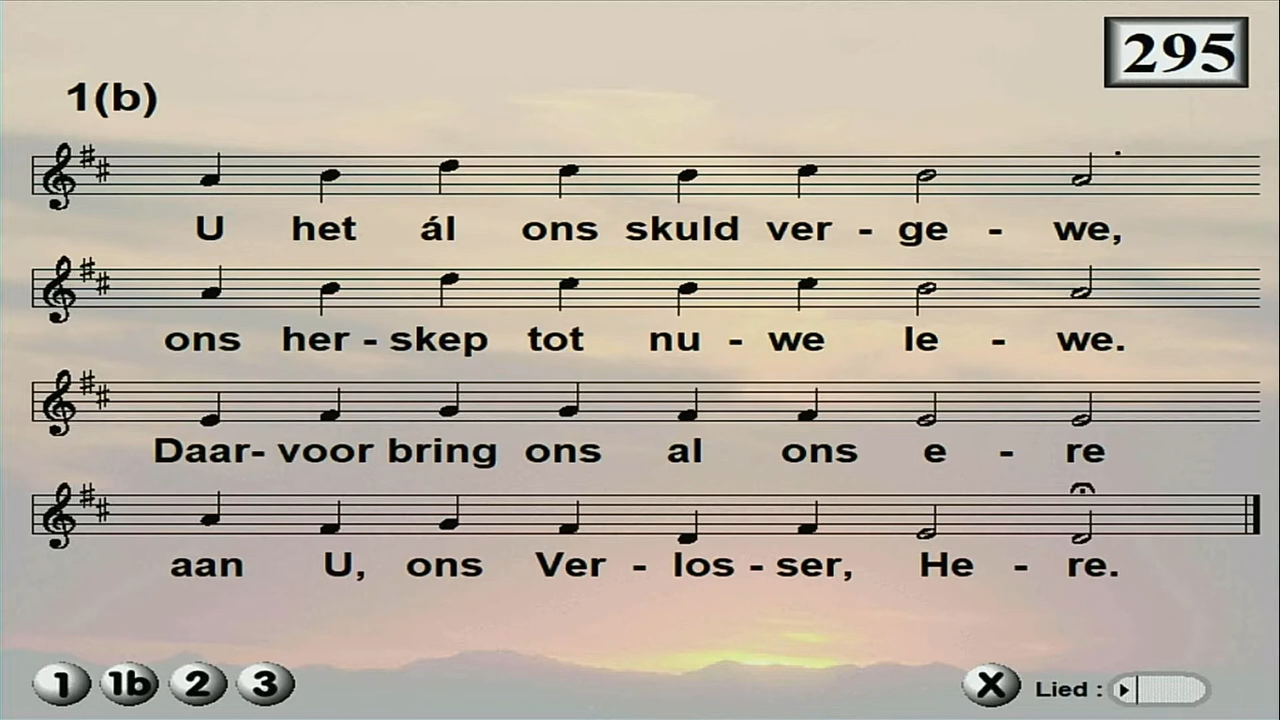 295
1(b)
U het ál ons skuld ver - ge - we,
ons her - skep tot nu - we le - we.
Daar- voor bring ons al ons e - re
aan U, ons Ver - los - ser, He - re.
1 1b 2 3 X Lied :